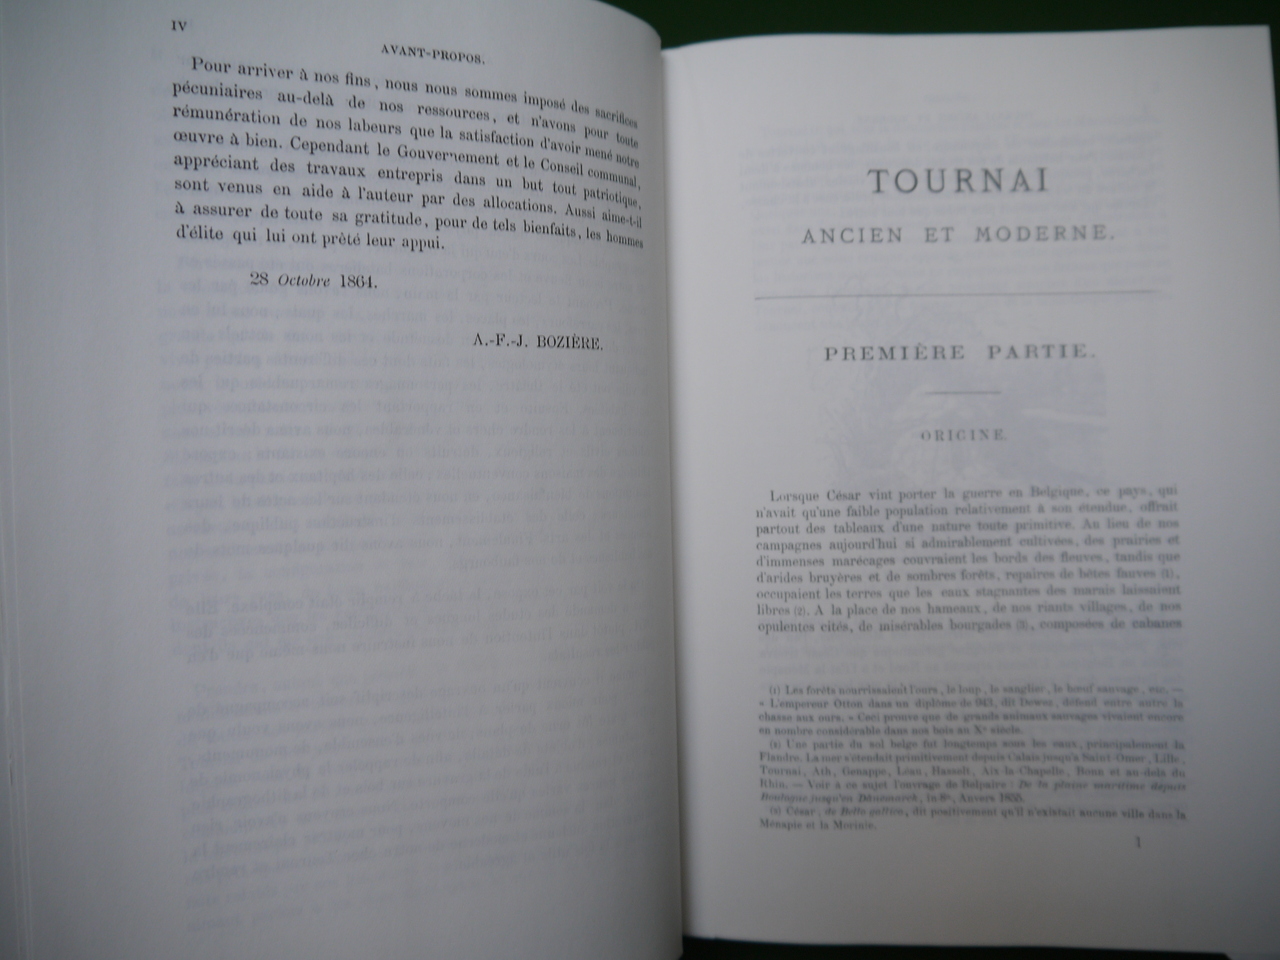 IV
AVANT-PROPOS.
Pour arriver à nos fins, nous nous sommes imposé des sacrifices
pécuniaires au-delà de nos ressources, et n'avons pour toute
rémunération de nos labeurs que la satisfaction d'avoir mené notre
œuvre à bien. Cependant le Gouvernement et le Conseil communal,
appréciant des travaux entrepris dans un but tout patriotique,
sont venus en aide à l'auteur par des allocations. Aussi aime-t-il
à assurer de toute sa gratitude, pour de tels bienfaits, les hommes
d'élite qui lui ont prêté leur appui.
28 Octobre 1864.
A.-F.-J. BOZIÈRE.
TOURNAI
ANCIEN ET MODERNE.
PREMIÈRE PARTIE.
ORIGINE.
Lorsque César vint porter la guerre en Belgique, ce pays, qui
n'avait qu'une faible population relativement à son étendue, offrait
partout des tableaux d'une nature toute primitive. Au lieu de nos
campagnes aujourd'hui si admirablement cultivées, des prairies et
d'immenses marécages couvraient les bords des fleuves, tandis que
d'arides bruyères et de sombres forêts, repaires de bêtes fauves (1),
occupaient les terres que les eaux stagnantes des marais laissaient
libres (2). A la place de nos hameaux, de nos riants villages, de nos
opulentes cités, de misérables bourgades (3), composées de cabanes
(1) Les forêts nourrissaient l'ours, le loup, le sanglier, le bœuf sauvage, etc. —
« L'empereur Otton dans un diplôme de 943, dit Dewez, défend entre autre la
chasse aux ours. » Ceci prouve que de grands animaux sauvages vivaient encore
en nombre considérable dans nos bois au Xe siècle.
(2) Une partie du sol belge fut longtemps sous les eaux, principalement la
Flandre. La mer s'étendait primitivement depuis Calais jusqu'à Saint-Omer, Lille,
Tournai, Ath, Genappe, Léau, Hasselt, Aix-la-Chapelle, Bonn et au-delà du
Rhin. — Voir à ce sujet l'ouvrage de Belpaire : De la plaine maritime depuis
Boulogne jusqu'en Danemarck, in 8°, Anvers 1855.
(3) César, de Bello gallico, dit positivement qu'il n'existait aucune ville dans la
Ménapie et la Morinie.
1